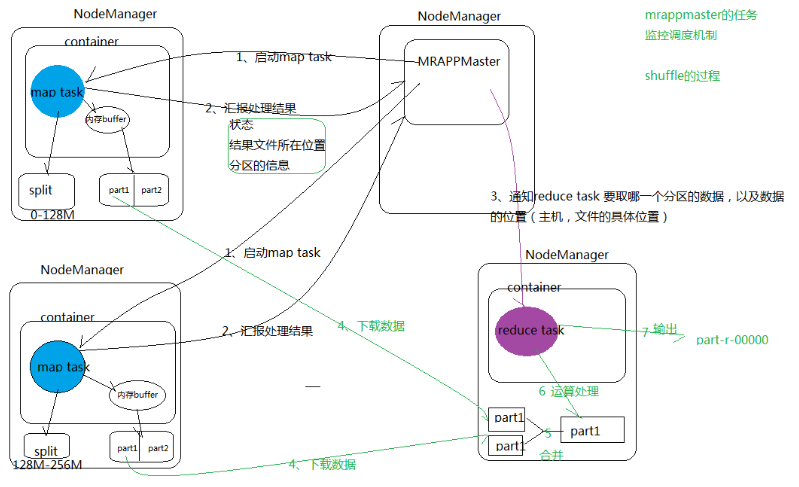 NodeManager
container
map task
内存buffer
split
part1
part2
0-128M
1、启动map task
2、汇报处理结果
状态
结果文件所在位置
分区的信息
NodeManager
MRAPPMaster
mrappmaster的任务
监控调度机制
shuffle的过程
3、通知reduce task 要取哪一个分区的数据，以及数据
的位置（主机，文件的具体位置）
NodeManager
container
map task
内存buffer
split
part1
part2
128M-256M
1、启动map task
2、汇报处理结果
4、下载数据
4、下载数据
NodeManager
container
reduce task
7 输出
part-r-00000
6 运算处理
part1
part1
5
合并
part1